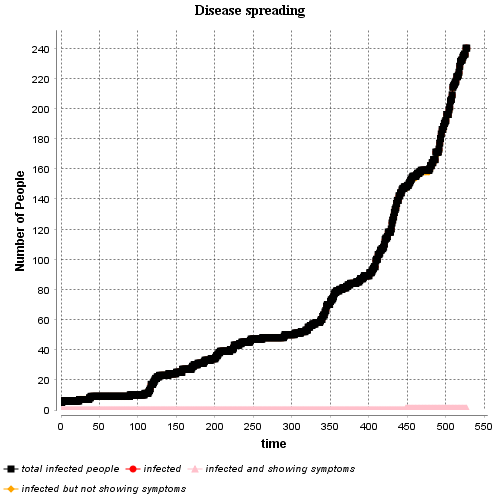 Disease spreading
240
220
200
180
160
140
120
100
80
60
40
20
0
Number of People
0 50 100 150 200 250 300 350 400 450 500 550
time
total infected people infected infected and showing symptoms
infected but not showing symptoms